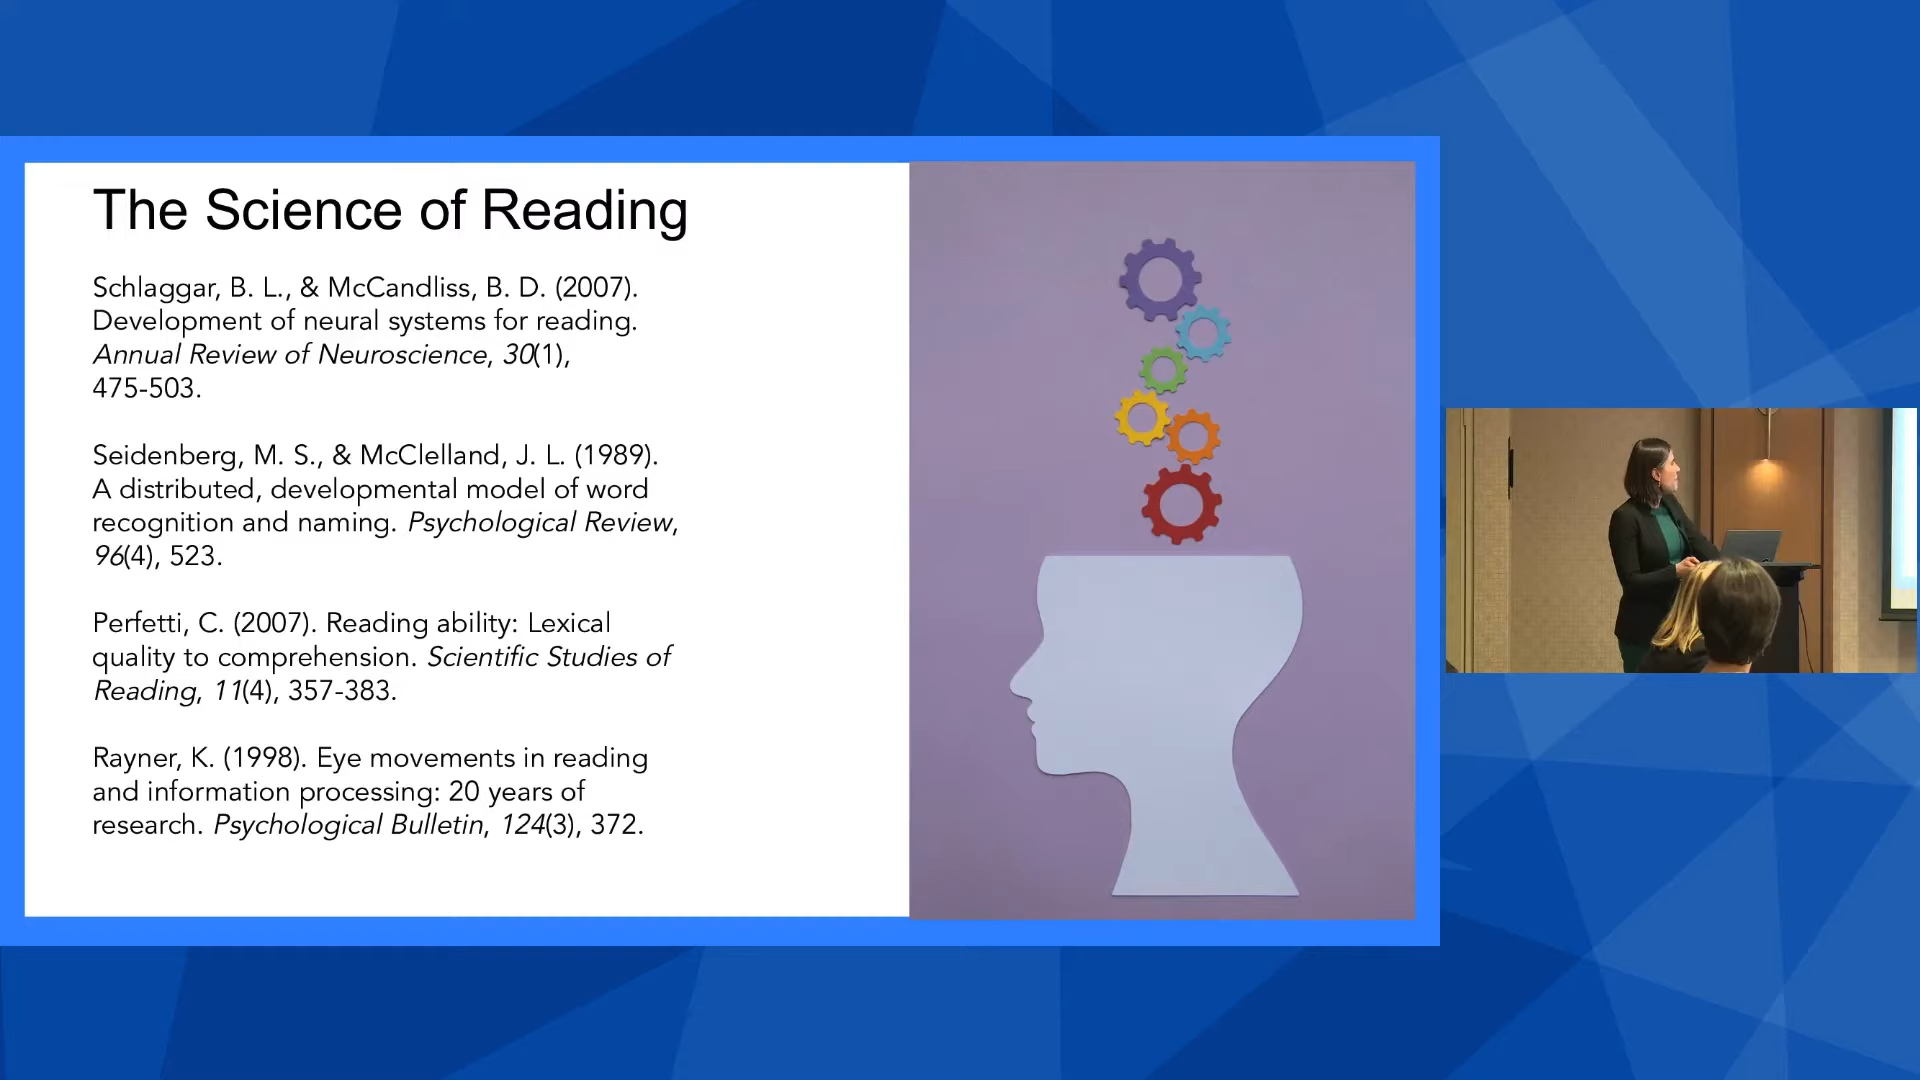 The Science of Reading
Schlaggar, B. L., & McCandliss, B. D. (2007).
Development of neural systems for reading.
Annual Review of Neuroscience, 30(1),
475-503.
Seidenberg, M. S., & McClelland, J. L. (1989).
A distributed, developmental model of word
recognition and naming. Psychological Review,
96(4), 523.
Perfetti, C. (2007). Reading ability: Lexical
quality to comprehension. Scientific Studies of
Reading, 11(4), 357-383.
Rayner, K. (1998). Eye movements in reading
and information processing: 20 years of
research. Psychological Bulletin, 124(3), 372.